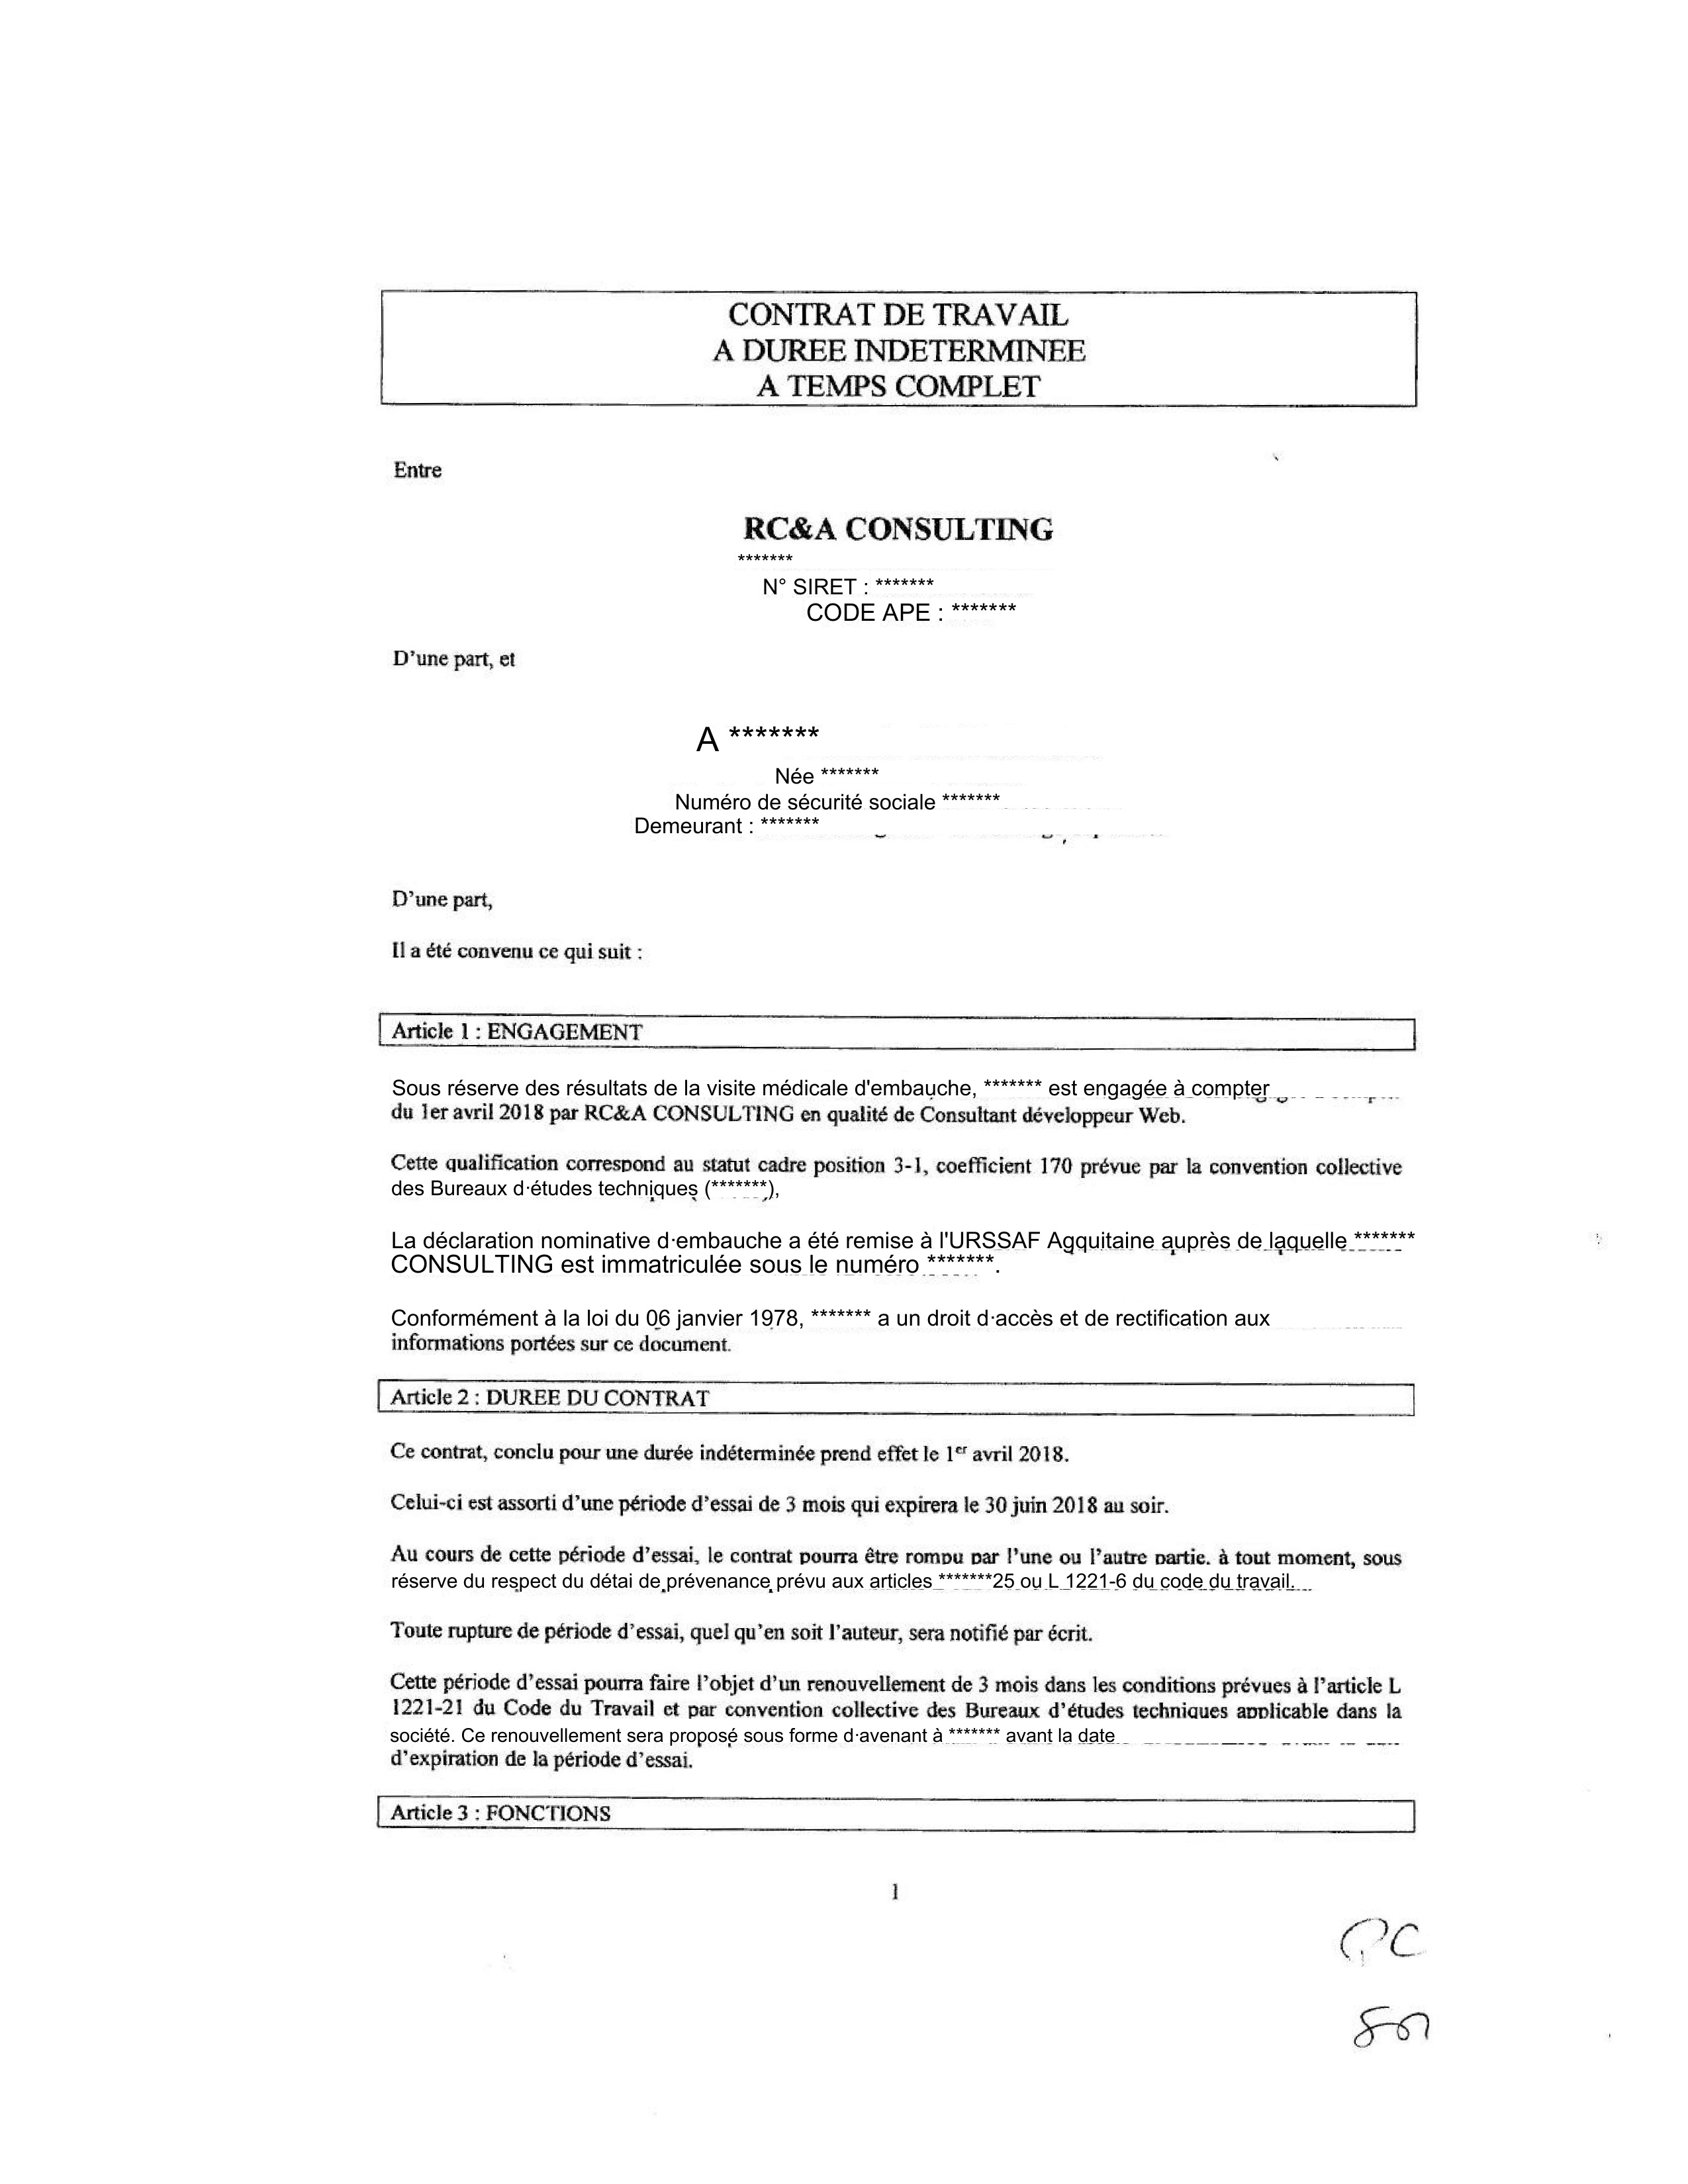 CONTRAT DE TRAVAIL
A DUREE INDETERMINEE
A TEMPS COMPLET
Entre
RC&A CONSULTING
*******
N° SIRET : *******
CODE APE : *******
D'une part, et
A *******
Née *******
Numéro de sécurité sociale *******
Demeurant : *******
D'une part,
Il a été convenu ce qui suit :
Article 1 : ENGAGEMENT
Sous réserve des résultats de la visite médicale d'embauche, ******* est engagée à compter
du 1er avril 2018 par RC&A CONSULTING en qualité de Consultant développeur Web.
Cette qualification correspond au statut cadre position 3-1, coefficient 170 prévue par la convention collective
des Bureaux d·études techniques (*******),
La déclaration nominative d·embauche a été remise à l'URSSAF Agquitaine auprès de laquelle *******
CONSULTING est immatriculée sous le numéro *******.
Conformément à la loi du 06 janvier 1978, ******* a un droit d·accès et de rectification aux
informations portées sur ce document.
Article 2 : DUREE DU CONTRAT
Ce contrat, conclu pour une durée indéterminée prend effet le 1er avril 2018.
Celui-ci est assorti d'une période d'essai de 3 mois qui expirera le 30 juin 2018 au soir.
Au cours de cette période d'essai, le contrat pourra être rompu par l'une ou l'autre partie. à tout moment, sous
réserve du respect du détai de prévenance prévu aux articles *******25 ou L 1221-6 du code du travail.
Toute rupture de période d'essai, quel qu'en soit l'auteur, sera notifié par écrit.
Cette période d'essai pourra faire l'objet d'un renouvellement de 3 mois dans les conditions prévues à l'article L
1221-21 du Code du Travail et par convention collective des Bureaux d'études techniques applicable dans la
société. Ce renouvellement sera proposé sous forme d·avenant à ******* avant la date
d'expiration de la période d'essai.
Article 3 : FONCTIONS
1